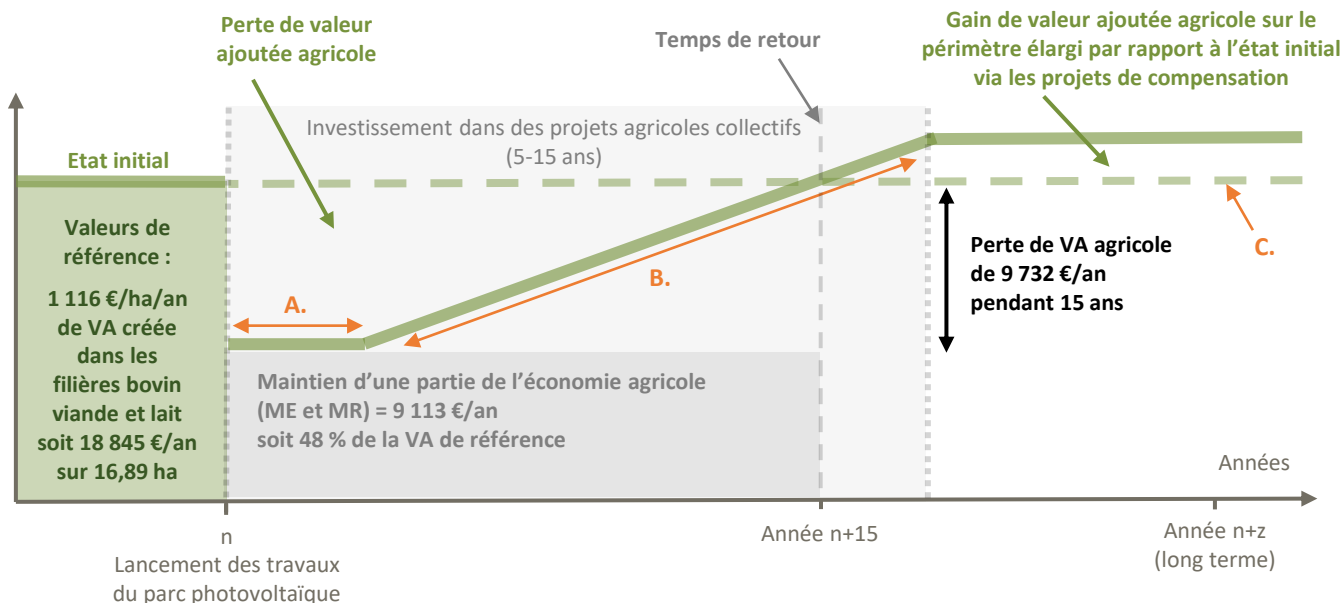 Perte de valeur
ajoutée agricole
Temps de retour
Gain de valeur ajoutée agricole sur le
périmètre élargi par rapport à l'état initial
via les projets de compensation
Investissement dans des projets agricoles collectifs
(5-15 ans)
Etat initial
Valeurs de
référence :
1 116 €/ha/an
de VA créée
dans les
filières bovin
viande et lait
soit 18 845 €/an
sur 16,89 ha
A.
B.
C.
Perte de VA agricole
de 9 732 €/an
pendant 15 ans
Maintien d'une partie de l'économie agricole
(ME et MR) = 9 113 €/an
soit 48 % de la VA de référence
Années
n
Lancement des travaux
du parc photovoltaïque
Année n+15
Année n+z
(long terme)